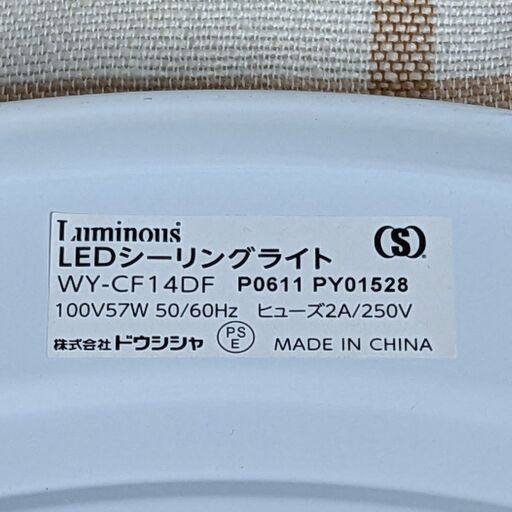 Luminous
LEDシーリングライト
(S)
WY-CF14DF P0611 PY01528
100V57W 50/60Hz ヒューズ2A/250V
株式会社ドウシシャ PSE MADE IN CHINA